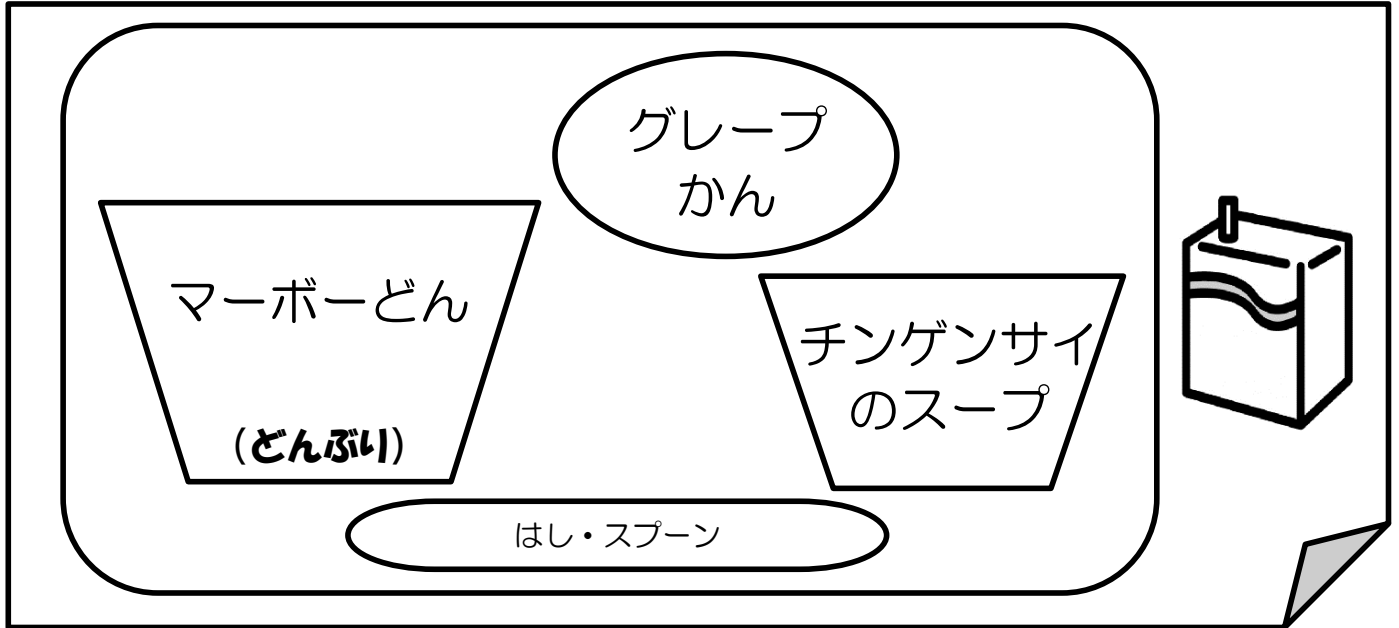 グレープ
かん
マーボーどん
(どんぶり)
チンゲンサイ
のスープ
はし・スプーン